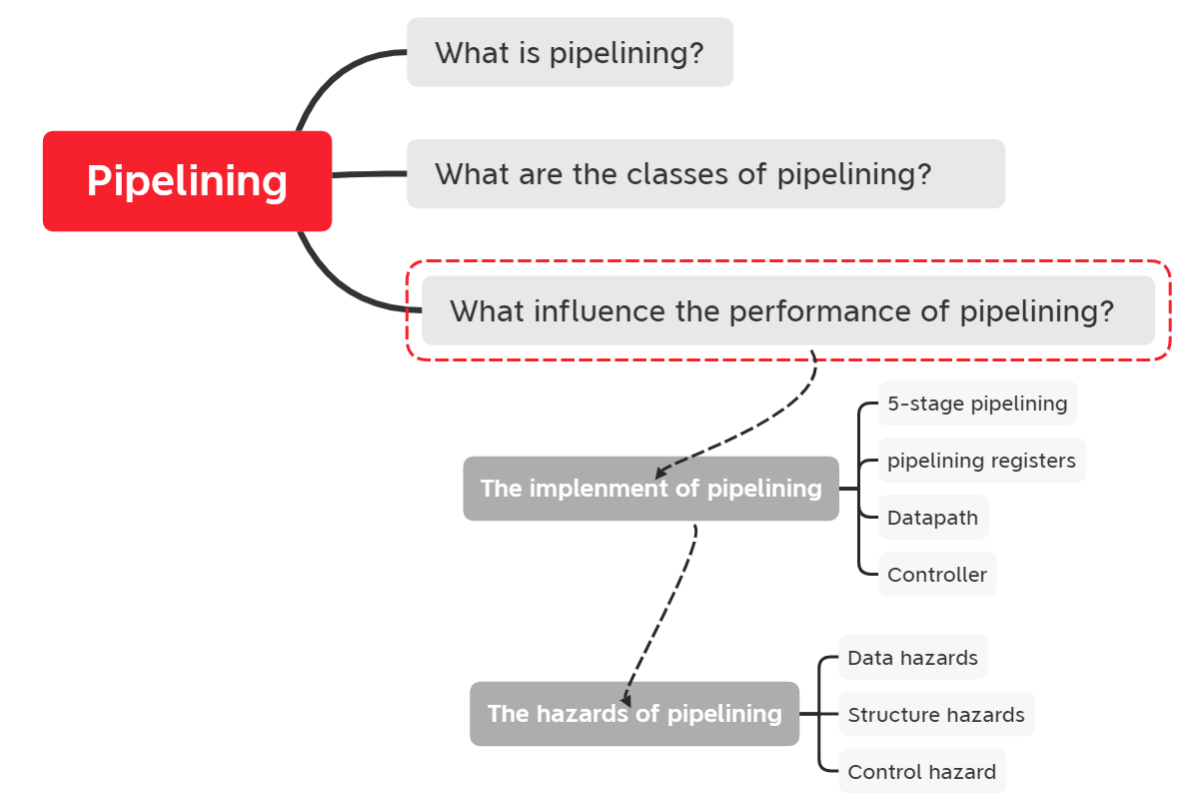 What is pipelining?
Pipelining
What are the classes of pipelining?
What influence the performance of pipelining?
5-stage pipelining
pipelining registers
The implenment of pipelining
Datapath
Controller
Data hazards
The hazards of pipelining
Structure hazards
Control hazard